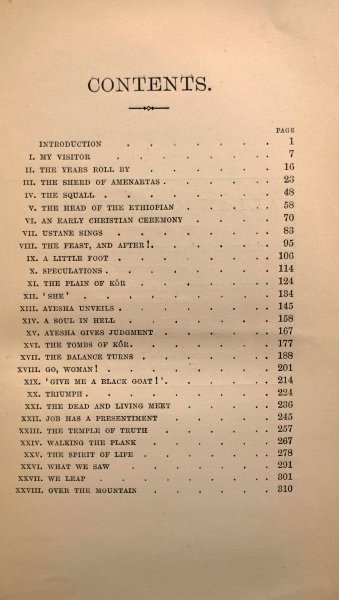 CONTENTS.
PAGE
INTRODUCTION . . . . . . 1
I. MY VISITOR . . . . . . 7
II. THE YEARS ROLL BY . . . . . 16
III. THE SHERD OF AMENARTAS . . . . . 23
IV. THE SQUALL . . . . . . 48
V. THE HEAD OF THE ETHIOPIAN . . . . 58
VI. AN EARLY CHRISTIAN CEREMONY . . . . 70
VII. USTANE SINGS . . . . . . 83
VIII. THE FEAST, AND AFTER! . . . . . 95
IX. A LITTLE FOOT . . . . . . 106
X. SPECULATIONS . . . . . . 114
XI. THE PLAIN OF KÔR . . . . . 124
XII. 'SHE' . . . . . . 134
XIII. AYESHA UNVEILS . . . . . . 145
XIV. A SOUL IN HELL . . . . . . 158
XV. AYESHA GIVES JUDGMENT . . . . . 167
XVI. THE TOMBS OF KÔR . . . . . 177
XVII. THE BALANCE TURNS . . . . . 188
XVIII. GO, WOMAN! . . . . . . 201
XIX. 'GIVE ME A BLACK GOAT!' . . . . . 214
XX. TRIUMPH . . . . . . 224
XXI. THE DEAD AND LIVING MEET . . . . 236
XXII. JOB HAS A PRESENTIMENT . . . . . 245
XXIII. THE TEMPLE OF TRUTH . . . . . 257
XXIV. WALKING THE PLANK . . . . . 267
XXV. THE SPIRIT OF LIFE . . . . . 278
XXVI. WHAT WE SAW . . . . . . 291
XXVII. WE LEAP . . . . . . 301
XXVIII. OVER THE MOUNTAIN . . . . . 310